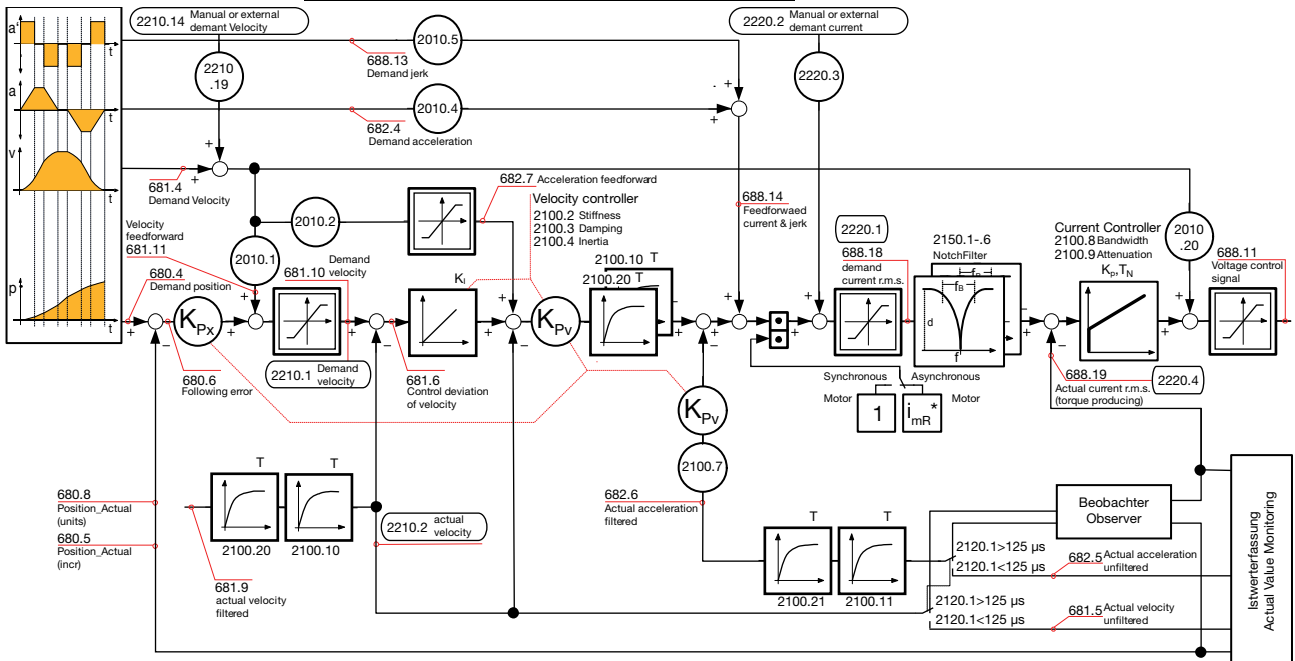 2210.14 Manual or external
demant Velocity
2220.2 Manual or external
demant current
a'
t
2010.5
688.13
Demand jerk
2210
.19
2220.3
a
t
2010.4
682.4
Demand acceleration
- +
+
+
v
t
+
681.4
Demand Velocity
682.7 Acceleration feedforward
Velocity controller
2100.2 Stiffness
2100.3 Damping
2100.4 Inertia
688.14
Feedforwaed
current & jerk
2010.2
Velocity
feedforward
681.11
2010.1
2010
.20
680.4
Demand position
681.10 Demand
velocity
2100.10 T
2100.20 T
2220.1
688.18
demand
current r.m.s.
2150.1-.6
NotchFilter
Current Controller
2100.8 Bandwidth
2100.9 Attenuation
688.11
Voltage control
signal
KI
KP, TN
fB
fB
d
f
p
t
KPx
KPv
680.6
Following error
2210.1 Demand
velocity
681.6
Control deviation
of velocity
Synchronous
Motor
Asynchronous
Motor
1
imR*
688.19
Actual current r.m.s.
(torque producing)
2220.4
KPv
2100.7
682.6
Actual acceleration
filtered
680.8
Position_Actual
(units)
680.5
Position_Actual
(incr)
T
T
2100.20
2100.10
2210.2 actual
velocity
681.9
actual velocity
filtered
T
T
2100.21
2100.11
Beobachter
Observer
2120.1>125 µs
2120.1<125 µs
682.5 Actual acceleration
unfiltered
2120.1>125 µs
2120.1<125 µs
681.5 Actual velocity
unfiltered
Istwerterfassung
Actual Value Monitoring